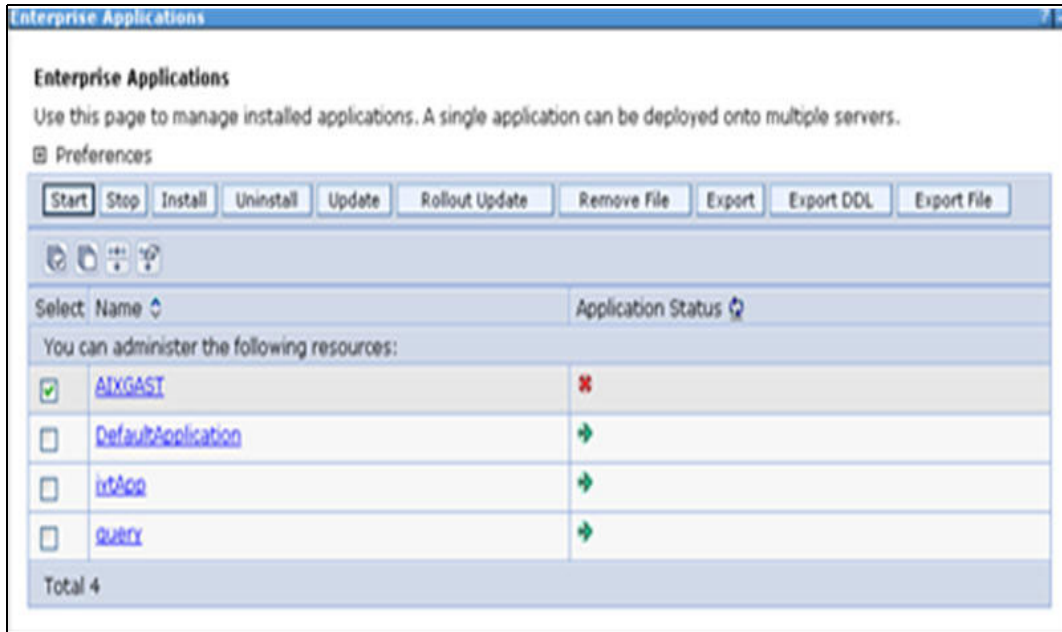 Enterprise Applications
Enterprise Applications
Use this page to manage installed applications. A single application can be deployed onto multiple servers.
Preferences
Start Stop Install Uninstall Update Rollout Update Remove File Export Export DDL Export File
Select Name Application Status
You can administer the following resources:
AIXGAST
DefaultApplication
ivtApp
query
Total 4